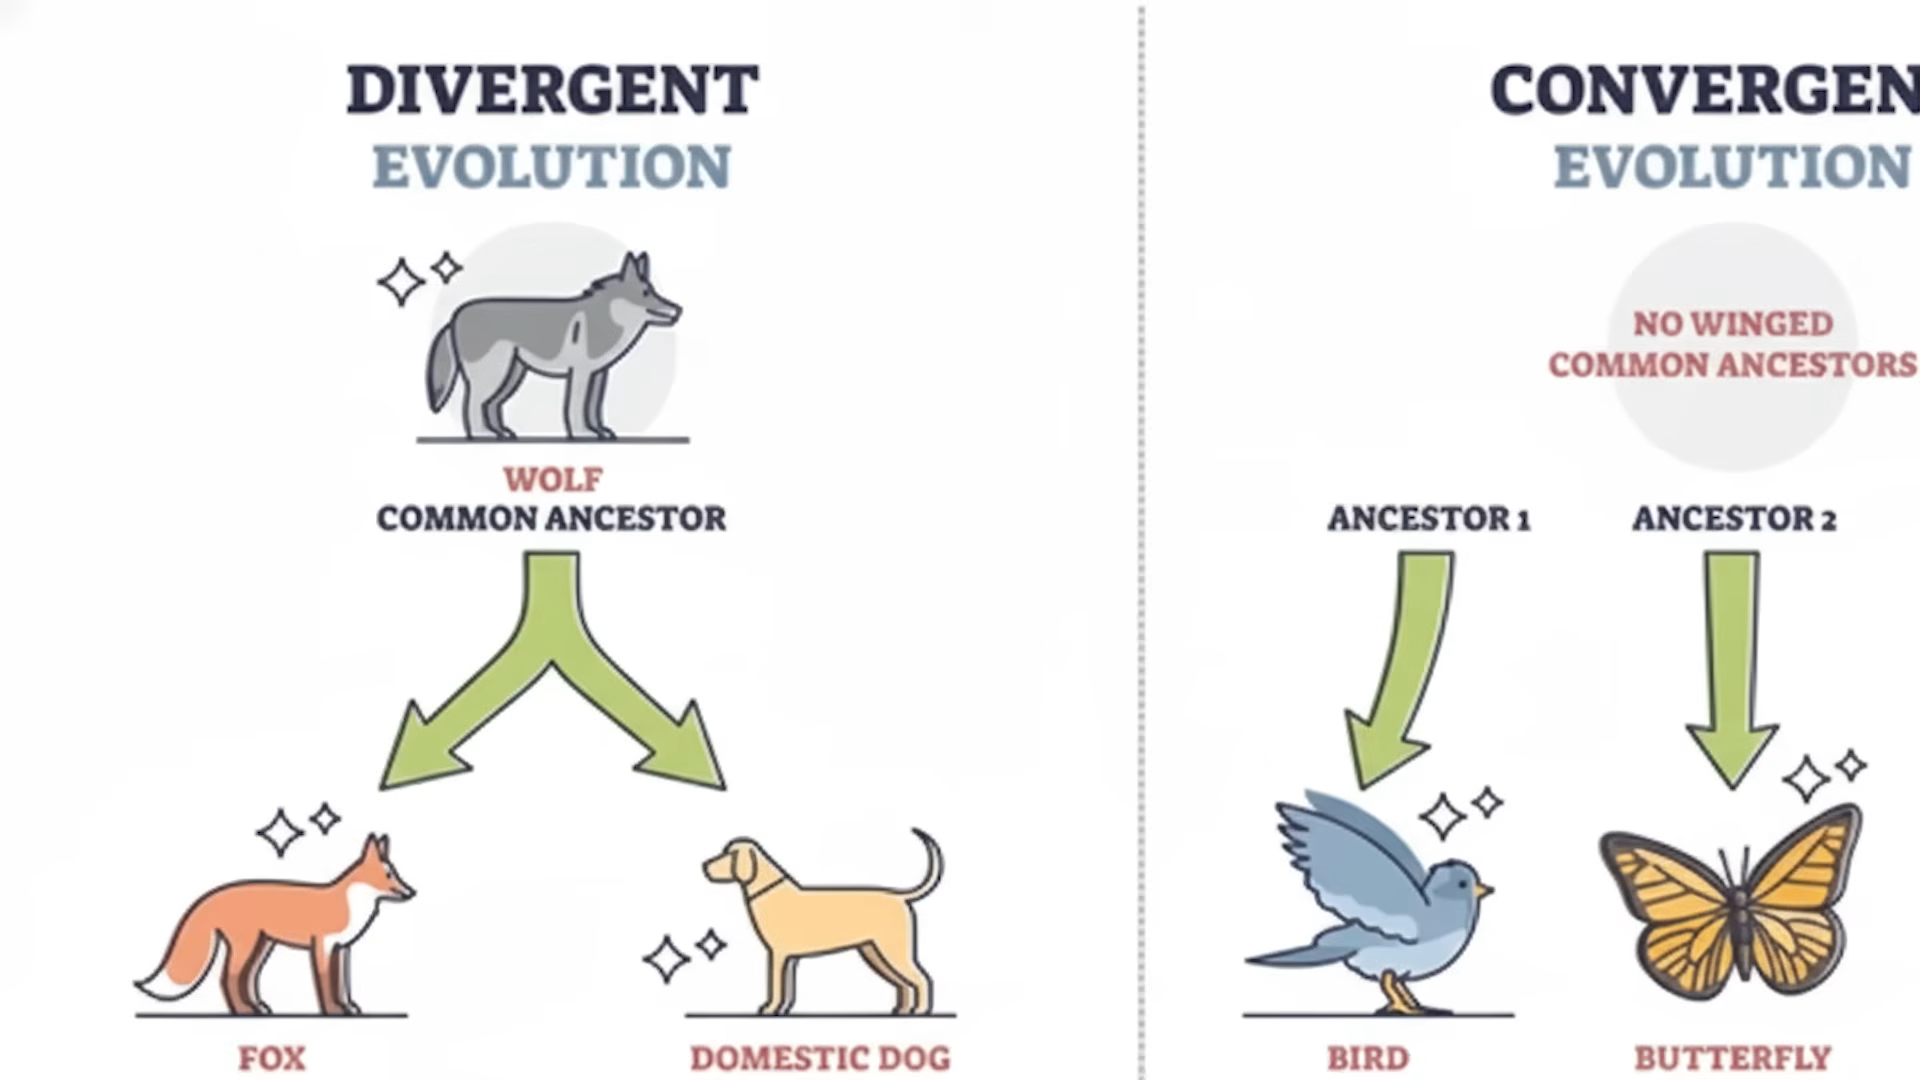 DIVERGENT
EVOLUTION
WOLF
COMMON ANCESTOR
FOX
DOMESTIC DOG
CONVERGEN
EVOLUTION
NO WINGED
COMMON ANCESTORS
ANCESTOR 1
ANCESTOR 2
BIRD
BUTTERFLY